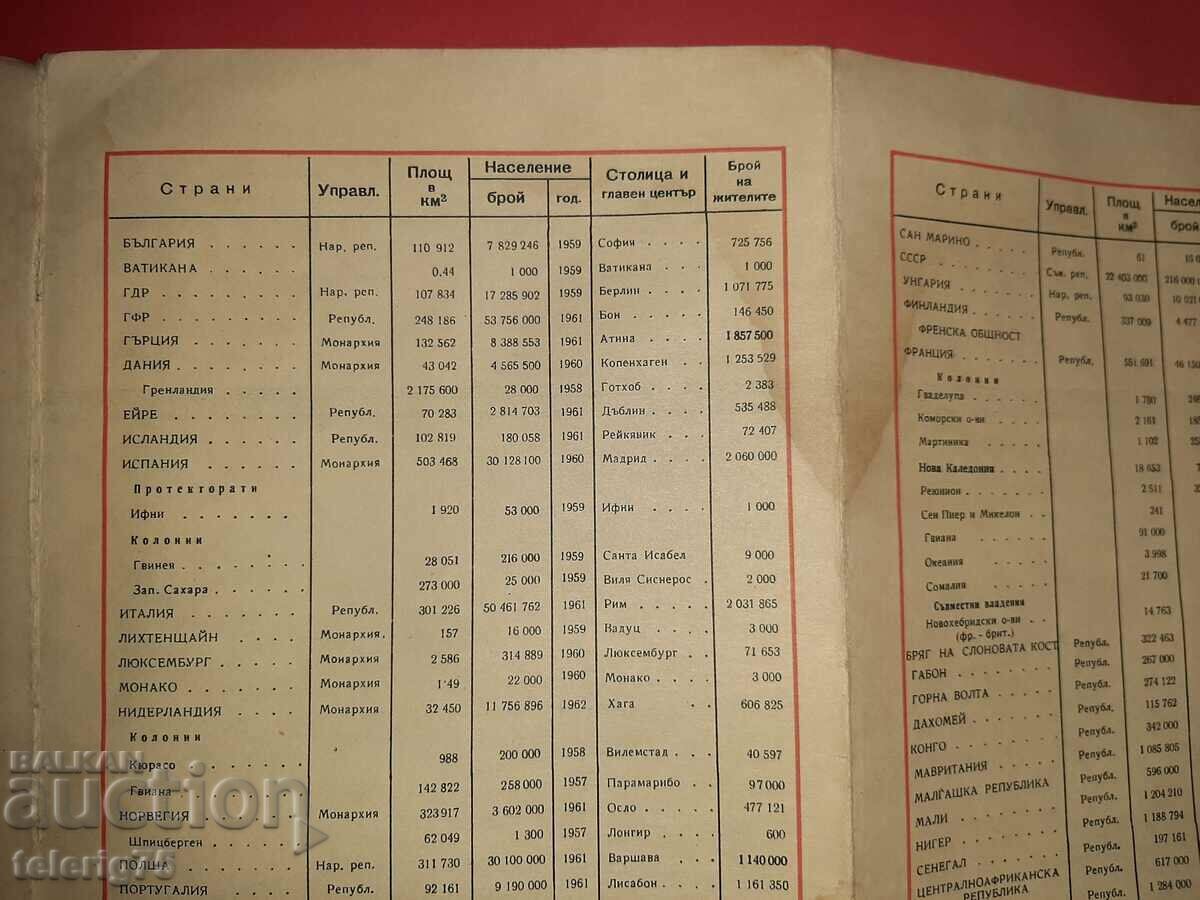 Страни Управл. Площ в км² Население Столица и главен център Брой на жителите
брой год.
БЪЛГАРИЯ . . . . . . Нар. реп. 110 912 7 829 246 1959 София . . . . 725 756
ВАТИКАНА . . . . . . 0.44 1 000 1959 Ватикана . . . 1 000
ГДР . . . . . . . . . Нар. реп. 107 834 17 285 902 1959 Берлин . . . . 1 071 775
ГФР . . . . . . . . . Републ. 248 186 53 756 000 1961 Бон . . . . . 146 450
ГЪРЦИЯ . . . . . . . Монархия 132 562 8 388 553 1961 Атина . . . . 1 857 500
ДАНИЯ . . . . . . . . Монархия 43 042 4 565 500 1960 Копенхаген . . 1 253 529
Гренландия . . . . . . 2 175 600 28 000 1958 Готхоб . . . . 2 383
ЕЙРЕ . . . . . . . . Републ. 70 283 2 814 703 1961 Дъблин . . . . 535 488
ИСЛАНДИЯ . . . . . . Републ. 102 819 180 058 1961 Рейкявик . . . 72 407
ИСПАНИЯ . . . . . . . Монархия 503 468 30 128 100 1960 Мадрид . . . . 2 060 000
Протекторати
Ифни . . . . . . . 1 920 53 000 1959 Ифни . . . . 1 000
Колонии
Гвинея . . . . . . 28 051 216 000 1959 Санта Исабел 9 000
Зап. Сахара . . . . . 273 000 25 000 1959 Виля Сиснерос . 2 000
ИТАЛИЯ . . . . . . . Републ. 301 226 50 461 762 1961 Рим . . . . . 2 031 865
ЛИХТЕНЩАЙН . . . . Монархия. 157 16 000 1959 Вадуц . . . . 3 000
ЛЮКСЕМБУРГ . . . . . Монархия 2 586 314 889 1960 Люксембург . . 71 653
МОНАКО . . . . . . . Монархия 1·49 22 000 1960 Монако . . . . 3 000
НИДЕРЛАНДИЯ . . . . Монархия 32 450 11 756 896 1962 Хага . . 606 825
Колонии
Кюрасо . . . . . . . 988 200 000 1958 Вилемстад . . 40 597
Гвиана . . . . . . . 142 822 258 000 1957 Парамарибо . . 97 000
НОРВЕГИЯ . . . . . . Монархия 323 917 3 602 000 1961 Осло . . . . 477 121
Шпицберген . . . . 62 049 1 300 1957 Лонгир . . . . 600
ПОЛША . . . . . . . Нар. реп. 311 730 30 100 000 1961 Варшава . . . 1 140 000
ПОРТУГАЛИЯ . . . . . Републ. 92 161 9 190 000 1961 Лисабон . . . 1 161 350
Страни Управл. Площ в км²
брой
САН МАРИНО . . . . . Републ. 61
СССР . . . . . . . . Съв. реп. 22 403 000
УНГАРИЯ . . . . . . . Нар. реп. 93 030
ФИНЛАНДИЯ . . . . . . Републ. 337 009 4 477
ФРЕНСКА ОБЩНОСТ
ФРАНЦИЯ . . . . . . . Републ. 551 601
Колонии
Гваделупа . . . . . . 1 780
Коморски о-ви . . . . 2 161
Мартиника . . . . . 1 102
Нова Каледония . . . . 18 653
Реюнион . . . . . . . 2 511
Сен Пиер и Микелон . . 241
Гвиана . . . . . . 91 000
Океания . . . . . . 3 998
Сомалия . . . . . . 21 700
Съвместни владения
Новохебридски о-ви . . 14 763
(фр. - брит.)
БРЯГ НА СЛОНОВАТА КОСТ Републ. 322 463
ГАБОН . . . . . . . Републ. 267 000
ГОРНА ВОЛТА . . . . Републ. 274 122
ДАХОМЕЙ . . . . . . Републ. 115 762
КОНГО . . . . . . . Републ. 342 000
МАВРИТАНИЯ . . . . Републ. 1 085 805
МАЛГАШКА РЕПУБЛИКА Републ. 596 000
МАЛИ . . . . . . . Републ. 1 204 210
НИГЕР . . . . . . . Републ. 1 188 794
СЕНЕГАЛ . . . . . . Републ. 197 161
ЦЕНТРАЛНОАФРИКАНСКА РЕПУБЛИКА Републ. 617 000
1 284 000
BALKAN
auction
telerig75